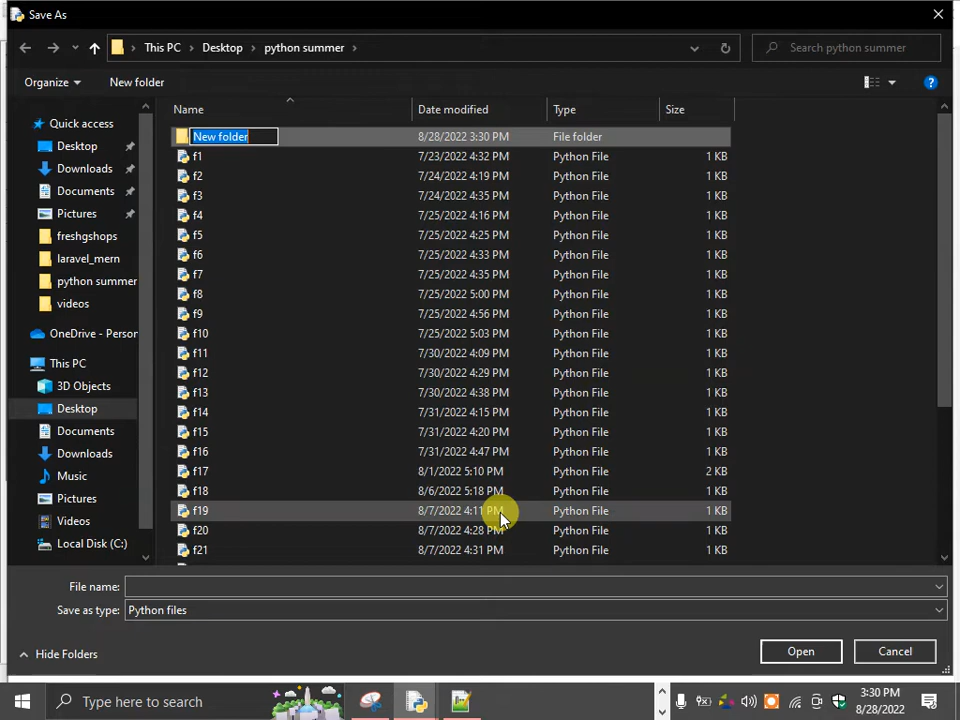 Save As
This PC
Desktop
python summer
Search python summer
Organize
New folder
?
Name
Date modified
Type
Size
Quick access
Desktop
Downloads
Documents
Pictures
freshgshops
laravel_mern
python summer
videos
OneDrive - Person
This PC
3D Objects
Desktop
Documents
Downloads
Music
Pictures
Videos
Local Disk (C:)
New folder 8/28/2022 3:30 PM File folder
f1 7/23/2022 4:32 PM Python File 1 KB
f2 7/24/2022 4:19 PM Python File 1 KB
f3 7/24/2022 4:35 PM Python File 1 KB
f4 7/25/2022 4:16 PM Python File 1 KB
f5 7/25/2022 4:25 PM Python File 1 KB
f6 7/25/2022 4:33 PM Python File 1 KB
f7 7/25/2022 4:35 PM Python File 1 KB
f8 7/25/2022 5:00 PM Python File 1 KB
f9 7/25/2022 4:56 PM Python File 1 KB
f10 7/25/2022 5:03 PM Python File 1 KB
f11 7/30/2022 4:09 PM Python File 1 KB
f12 7/30/2022 4:29 PM Python File 1 KB
f13 7/30/2022 4:38 PM Python File 1 KB
f14 7/31/2022 4:15 PM Python File 1 KB
f15 7/31/2022 4:20 PM Python File 1 KB
f16 7/31/2022 4:47 PM Python File 1 KB
f17 8/1/2022 5:10 PM Python File 2 KB
f18 8/6/2022 5:18 PM Python File 1 KB
f19 8/7/2022 4:11 PM Python File 1 KB
f20 8/7/2022 4:28 PM Python File 1 KB
f21 8/7/2022 4:31 PM Python File 1 KB
File name:
Save as type: Python files
Hide Folders
Open
Cancel
Type here to search
3:30 PM
8/28/2022